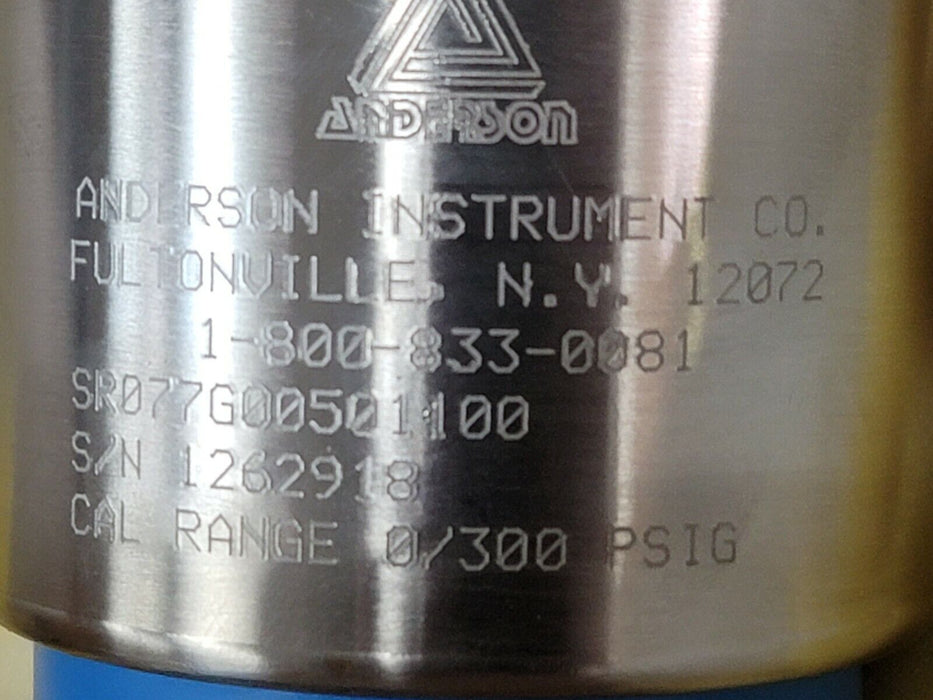 ANDERSON
ANDERSON INSTRUMENT CO.
FULTONVILLE, N.Y. 12072
1-800-833-0081
SR077G00501100
S/N 1262918
CAL RANGE 0/300 PSIG